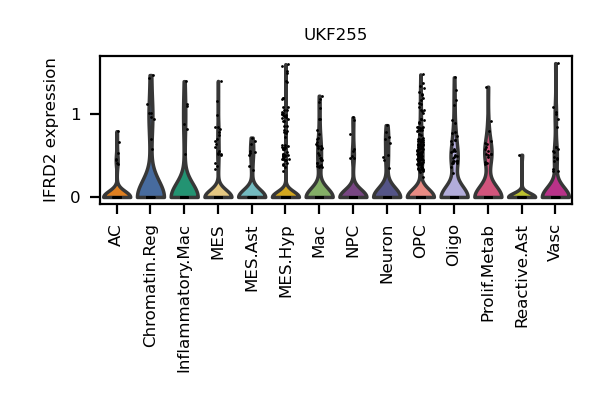 UKF255
IFRD2 expression
1
0
AC
Chromatin.Reg
Inflammatory.Mac
MES
MES.Ast
MES.Hyp
Mac
NPC
Neuron
OPC
Oligo
Prolif.Metab
Reactive.Ast
Vasc